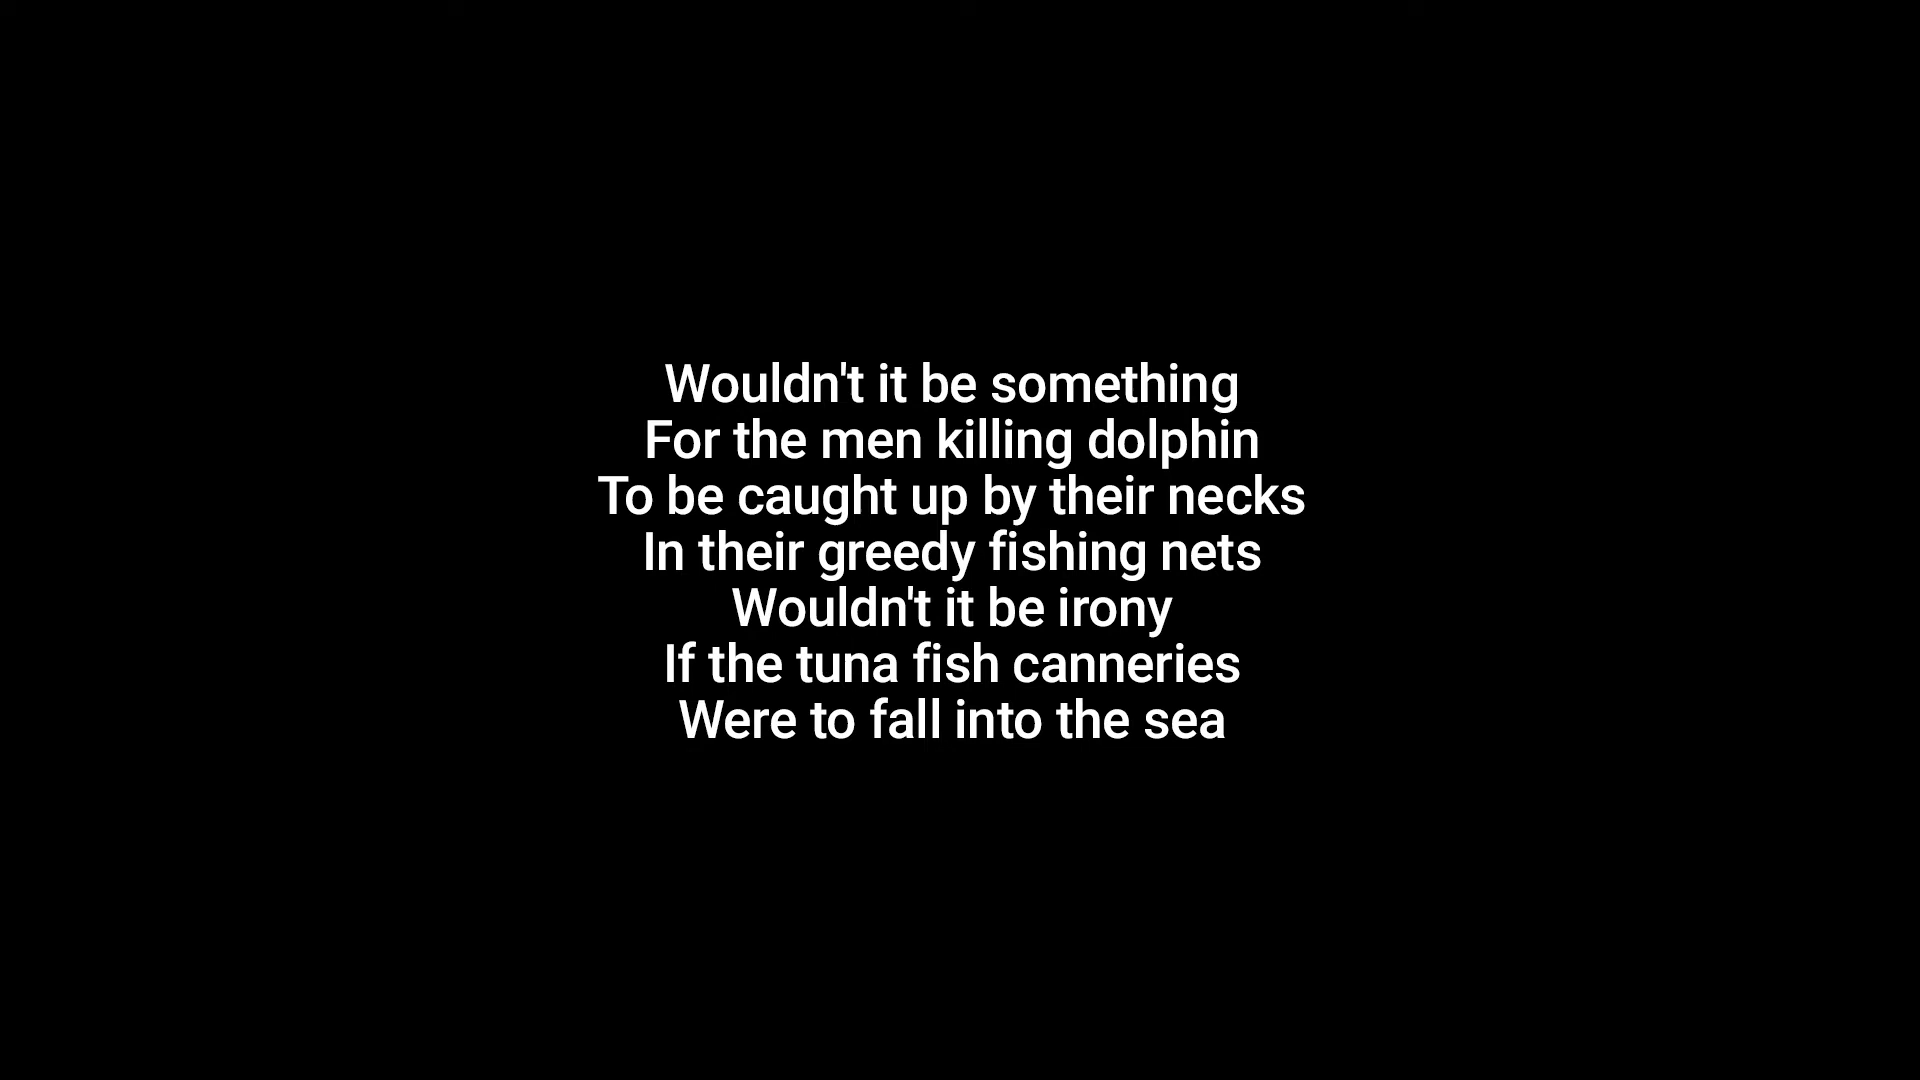 Wouldn't it be something
For the men killing dolphin
To be caught up by their necks
In their greedy fishing nets
Wouldn't it be irony
If the tuna fish canneries
Were to fall into the sea